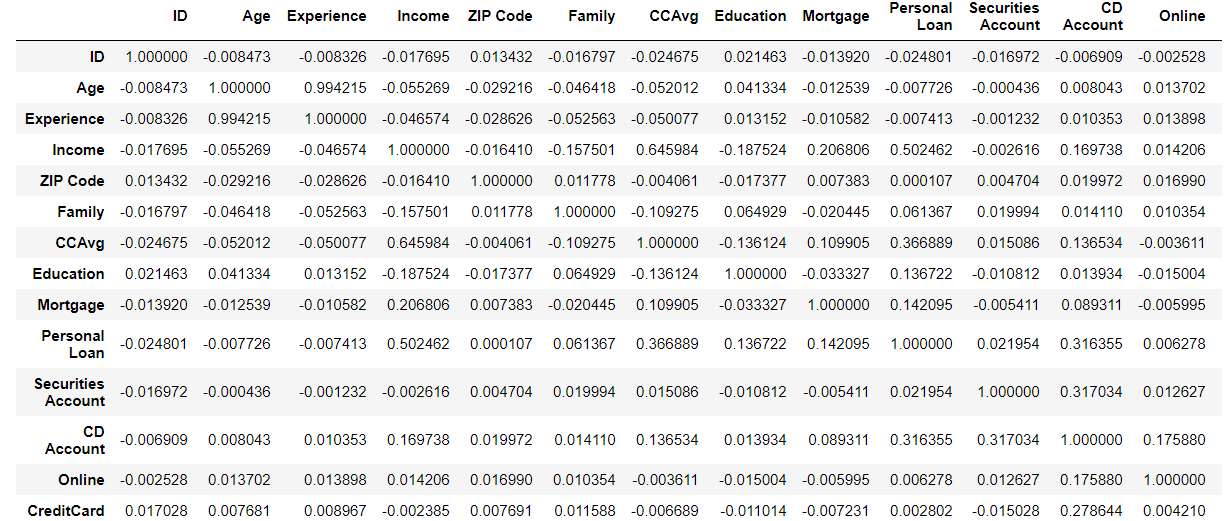 ID Age Experience Income ZIP Code Family CCAvg Education Mortgage Personal Loan Securities Account CD Account Online
ID 1.000000 -0.008473 -0.008326 -0.017695 0.013432 -0.016797 -0.024675 0.021463 -0.013920 -0.024801 -0.016972 -0.006909 -0.002528
Age -0.008473 1.000000 0.994215 -0.055269 -0.029216 -0.046418 -0.052012 0.041334 -0.012539 -0.007726 -0.000436 0.008043 0.013702
Experience -0.008326 0.994215 1.000000 -0.046574 -0.028626 -0.052563 -0.050077 0.013152 -0.010582 -0.007413 -0.001232 0.010353 0.013898
Income -0.017695 -0.055269 -0.046574 1.000000 -0.016410 -0.157501 0.645984 -0.187524 0.206806 0.502462 -0.002616 0.169738 0.014206
ZIP Code 0.013432 -0.029216 -0.028626 -0.016410 1.000000 0.011778 -0.004061 -0.017377 0.007383 0.000107 0.004704 0.019972 0.016990
Family -0.016797 -0.046418 -0.052563 -0.157501 0.011778 1.000000 -0.109275 0.064929 -0.020445 0.061367 0.019994 0.014110 0.010354
CCAvg -0.024675 -0.052012 -0.050077 0.645984 -0.004061 -0.109275 1.000000 -0.136124 0.109905 0.366889 0.015086 0.136534 -0.003611
Education 0.021463 0.041334 0.013152 -0.187524 -0.017377 0.064929 -0.136124 1.000000 -0.033327 0.136722 -0.010812 0.013934 -0.015004
Mortgage -0.013920 -0.012539 -0.010582 0.206806 0.007383 -0.020445 0.109905 -0.033327 1.000000 0.142095 -0.005411 0.089311 -0.005995
Personal Loan -0.024801 -0.007726 -0.007413 0.502462 0.000107 0.061367 0.366889 0.136722 0.142095 1.000000 0.021954 0.316355 0.006278
Securities Account -0.016972 -0.000436 -0.001232 -0.002616 0.004704 0.019994 0.015086 -0.010812 -0.005411 0.021954 1.000000 0.317034 0.012627
CD Account -0.006909 0.008043 0.010353 0.169738 0.019972 0.014110 0.136534 0.013934 0.089311 0.316355 0.317034 1.000000 0.175880
Online -0.002528 0.013702 0.013898 0.014206 0.016990 0.010354 -0.003611 -0.015004 -0.005995 0.006278 0.012627 0.175880 1.000000
CreditCard 0.017028 0.007681 0.008967 -0.002385 0.007691 0.011588 -0.006689 -0.011014 -0.007231 0.002802 -0.015028 0.278644 0.004210